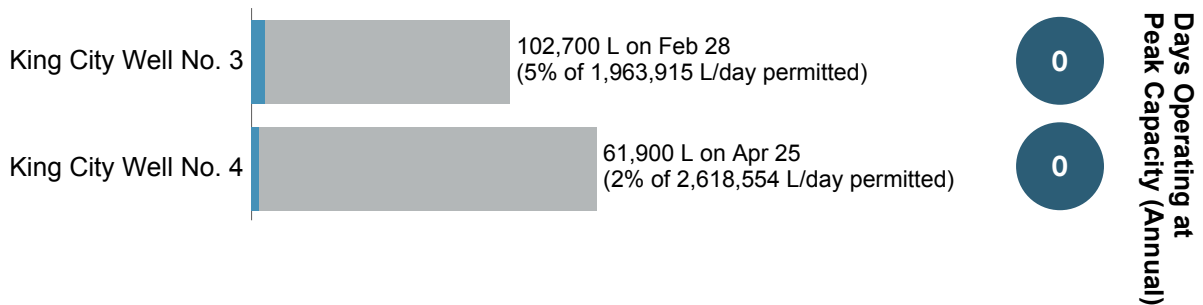 King City Well No. 3
102,700 L on Feb 28
(5% of 1,963,915 L/day permitted)
0
King City Well No. 4
61,900 L on Apr 25
(2% of 2,618,554 L/day permitted)
0
Days Operating at
Peak Capacity (Annual)